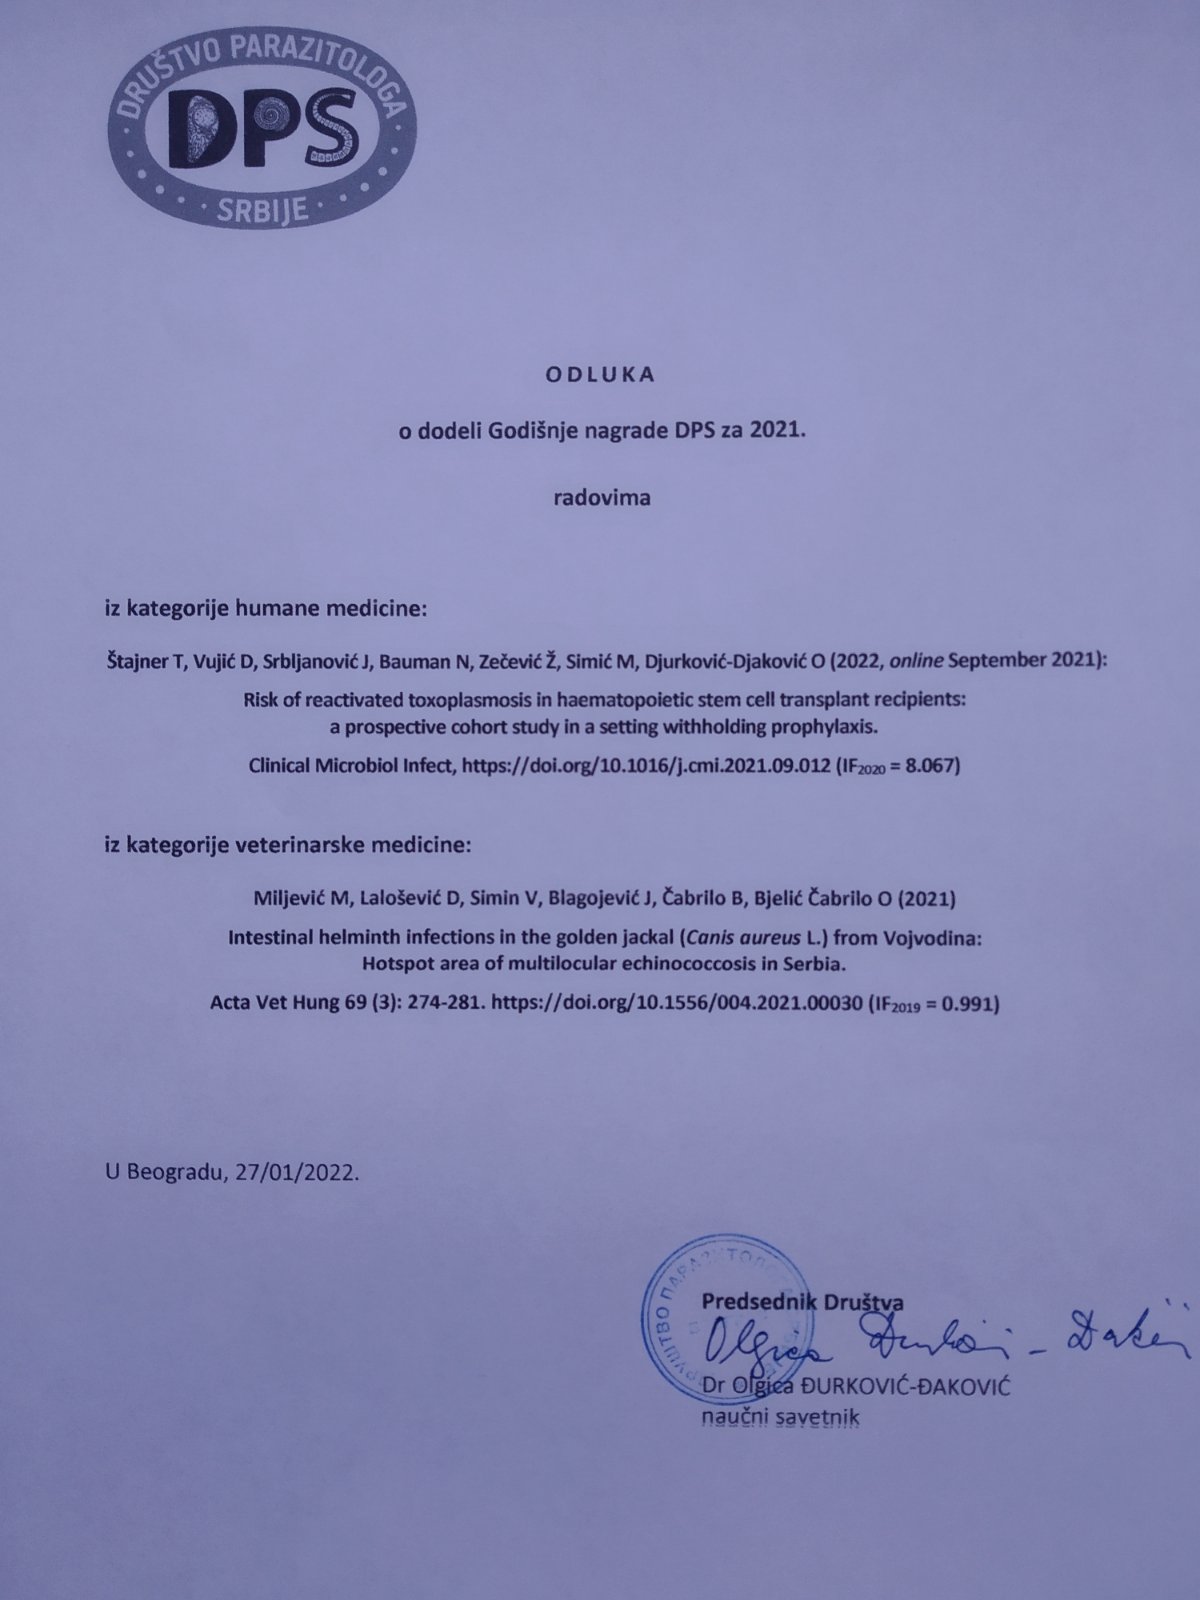 DRUŠTVO PARAZITOLOGA
DPS
SRBIJE
ODLUKA
o dodeli Godišnje nagrade DPS za 2021.
radovima
iz kategorije humane medicine:
Štajner T, Vujić D, Srbljanović J, Bauman N, Zečević Ž, Simić M, Djurković-Djaković O (2022, online September 2021):
Risk of reactivated toxoplasmosis in haematopoietic stem cell transplant recipients:
a prospective cohort study in a setting withholding prophylaxis.
Clinical Microbiol Infect, https://doi.org/10.1016/j.cmi.2021.09.012 (IF2020 = 8.067)
iz kategorije veterinarske medicine:
Miljević M, Lalošević D, Simin V, Blagojević J, Čabrilo B, Bjelić Čabrilo O (2021)
Intestinal helminth infections in the golden jackal (Canis aureus L.) from Vojvodina:
Hotspot area of multilocular echinococcosis in Serbia.
Acta Vet Hung 69 (3): 274-281. https://doi.org/10.1556/004.2021.00030 (IF2019 = 0.991)
U Beogradu, 27/01/2022.
Predsednik Društva
Olgica
Dr Olgica ĐURKOVIĆ-ĐAKOVIĆ
naučni savetnik